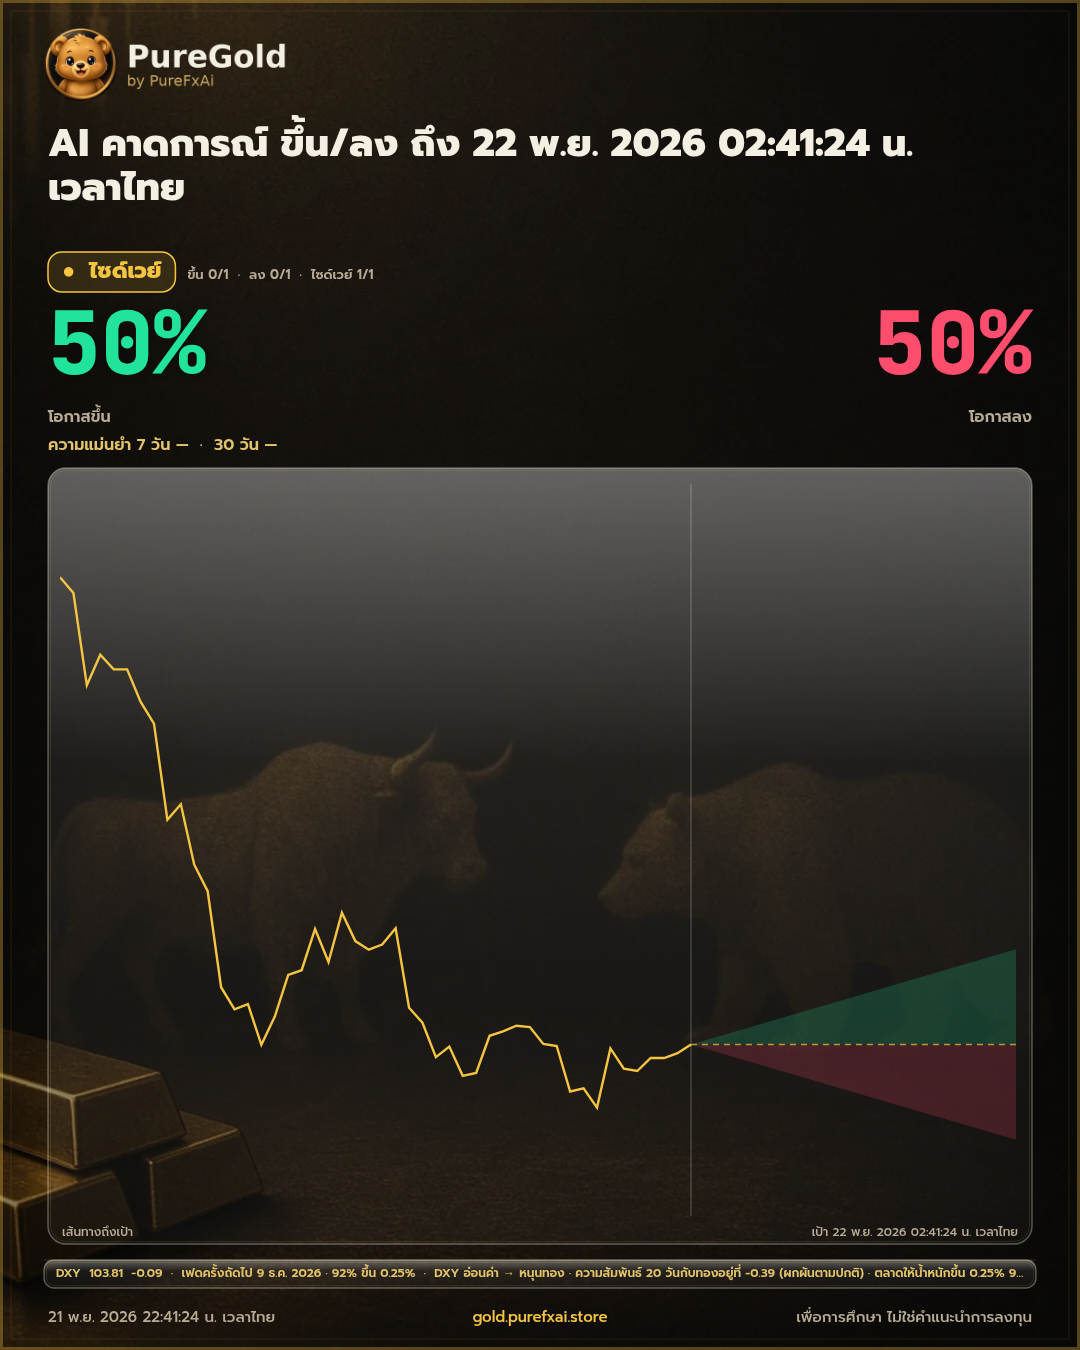 PureGold
by PureFxAi
AI คาดการณ์ ขึ้น/ลง ถึง 22 พ.ย. 2026 02:41:24 น.
เวลาไทย
ไซด์เวย์
ขึ้น 0/1 · ลง 0/1 · ไซด์เวย์ 1/1
50% 50%
โอกาสขึ้น โอกาสลง
ความแม่นยำ 7 วัน — · 30 วัน —
เส้นทางถึงเป้า เป้า 22 พ.ย. 2026 02:41:24 น. เวลาไทย
DXY 103.81 -0.09 · เฟดครั้งถัดไป 9 ธ.ค. 2026 · 92% ขึ้น 0.25% · DXY อ่อนค่า → หนุนทอง · ความสัมพันธ์ 20 วันกับทองอยู่ที่ -0.39 (ผกผันตามปกติ) · ตลาดให้น้ำหนักขึ้น 0.25% 9...
21 พ.ย. 2026 22:41:24 น. เวลาไทย gold.purefxai.store เพื่อการศึกษา ไม่ใช่คำแนะนำการลงทุน